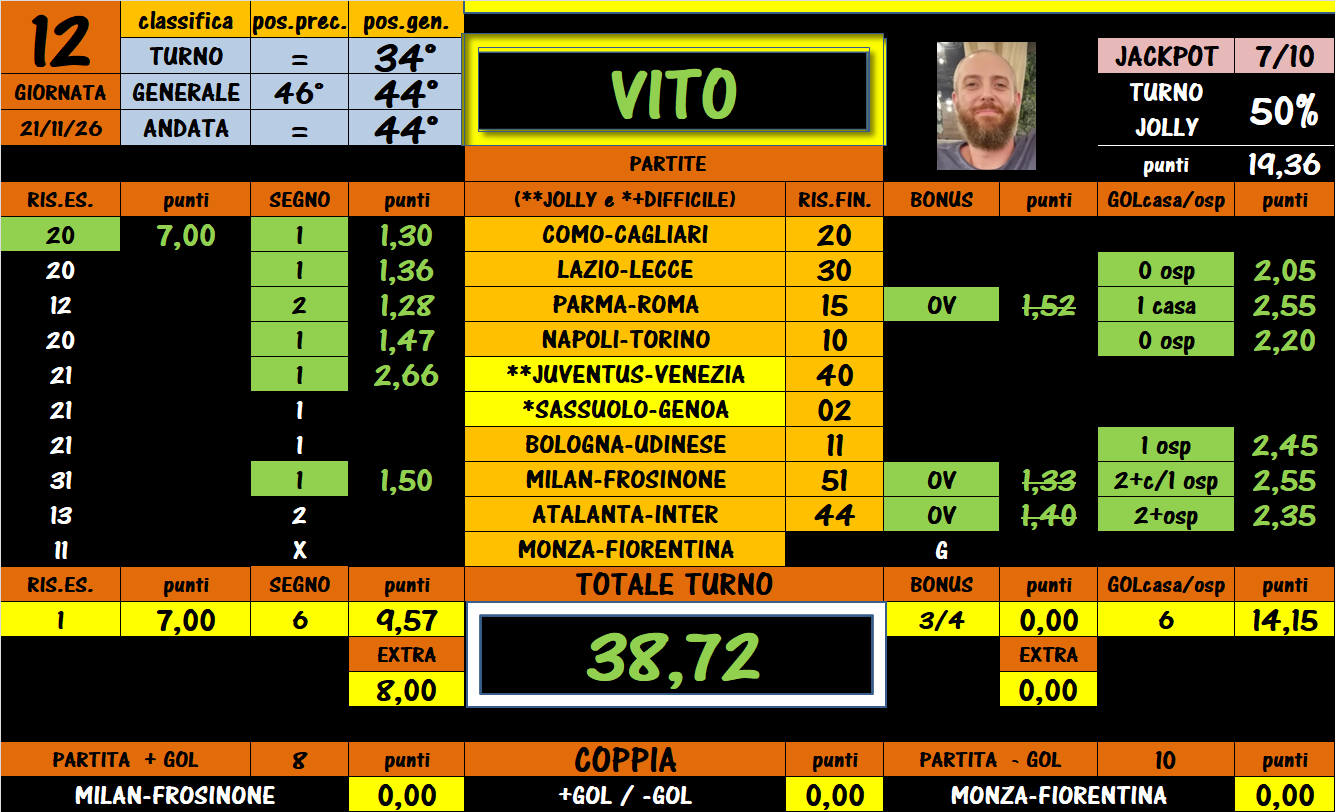 12 classifica pos.prec. pos.gen.
TURNO = 34°
GIORNATA GENERALE 46° 44°
21/11/26 ANDATA = 44°
VITO
JACKPOT 7/10
TURNO JOLLY 50%
punti 19,36
PARTITE
RIS.ES. punti SEGNO punti (**JOLLY e *+DIFFICILE) RIS.FIN. BONUS punti GOLcasa/osp punti
20 7,00 1 1,30 COMO-CAGLIARI 20
20 1 1,36 LAZIO-LECCE 30 0 osp 2,05
12 2 1,28 PARMA-ROMA 15 OV 1,52 1 casa 2,55
20 1 1,47 NAPOLI-TORINO 10 0 osp 2,20
21 1 2,66 **JUVENTUS-VENEZIA 40
21 1 *SASSUOLO-GENOA 02
21 1 BOLOGNA-UDINESE 11 1 osp 2,45
31 1 1,50 MILAN-FROSINONE 51 OV 1,33 2+c/1 osp 2,55
13 2 ATALANTA-INTER 44 OV 1,40 2+osp 2,35
11 X MONZA-FIORENTINA G
RIS.ES. punti SEGNO punti TOTALE TURNO BONUS punti GOLcasa/osp punti
1 7,00 6 9,57 38,72 3/4 0,00 6 14,15
EXTRA EXTRA
8,00 0,00
PARTITA + GOL 8 punti COPPIA punti PARTITA - GOL 10 punti
MILAN-FROSINONE 0,00 +GOL / -GOL 0,00 MONZA-FIORENTINA 0,00